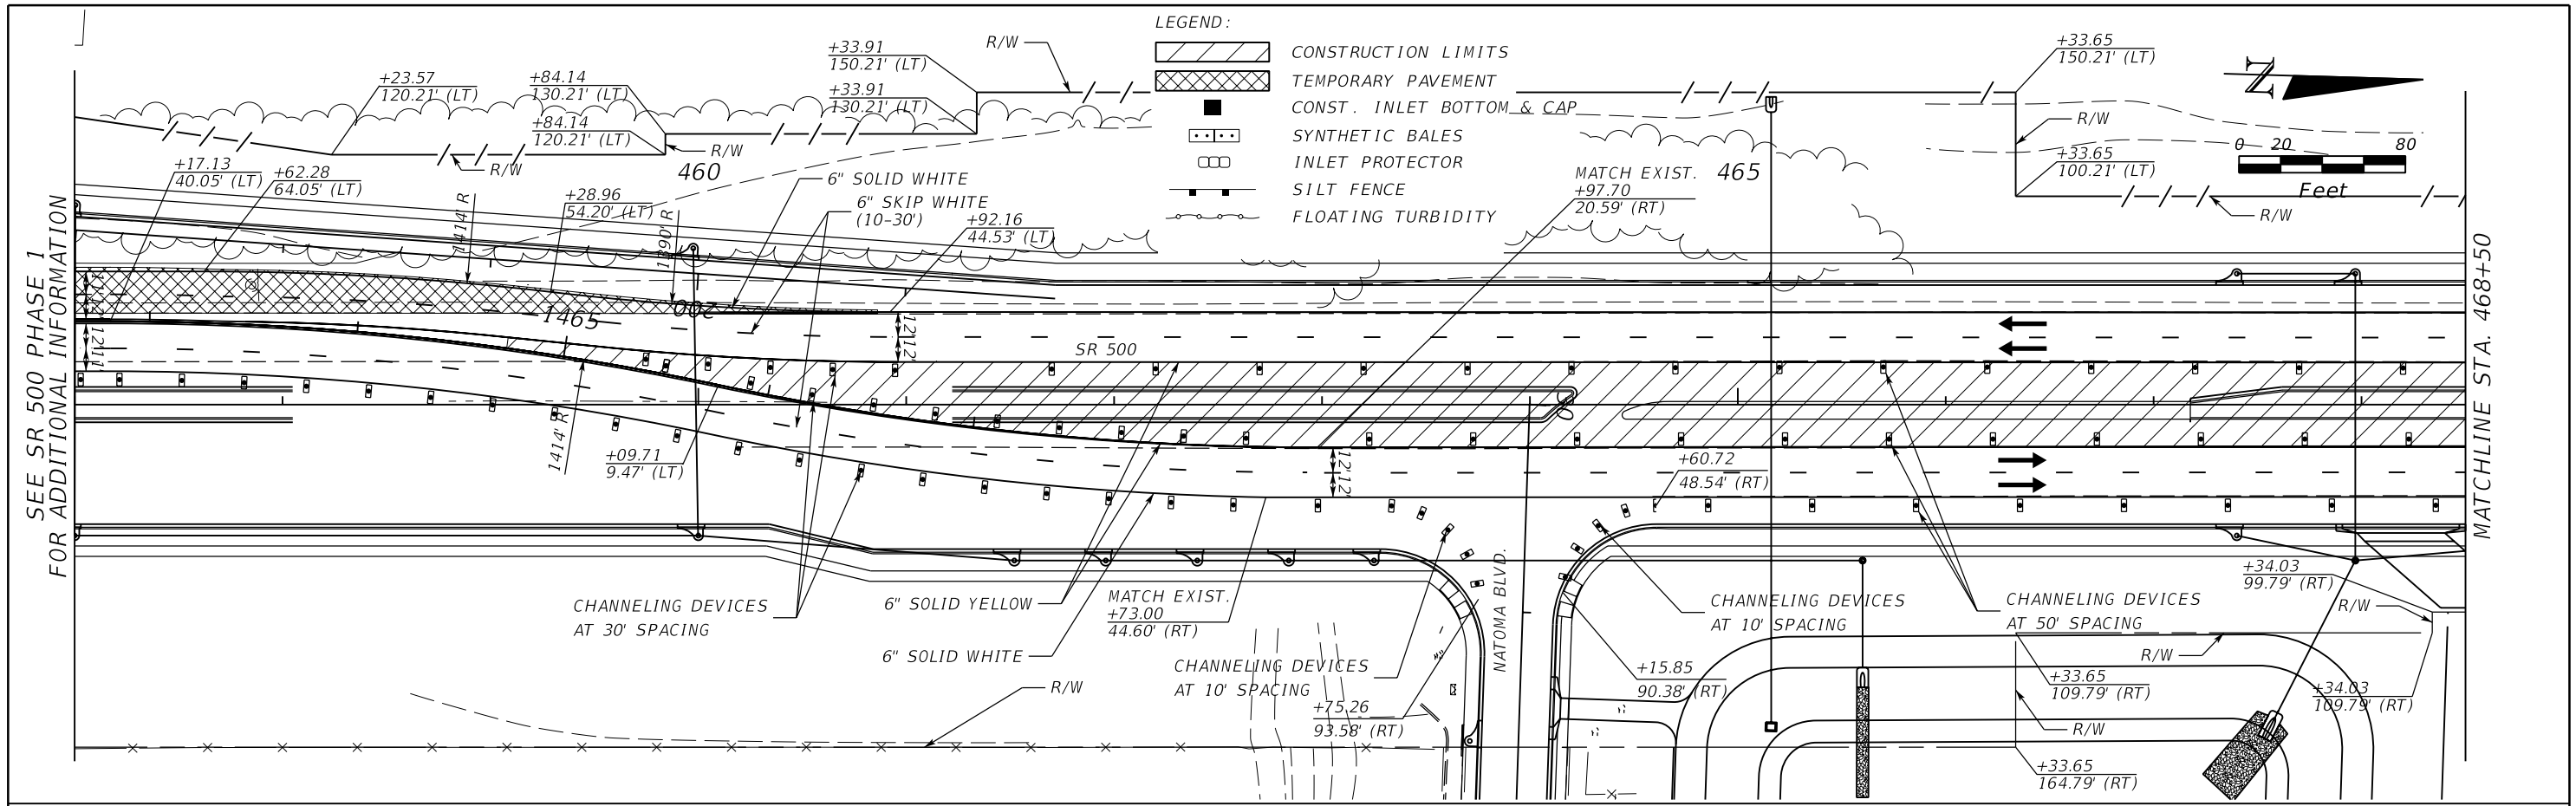 LEGEND:
CONSTRUCTION LIMITS
TEMPORARY PAVEMENT
CONST. INLET BOTTOM & CAP
SYNTHETIC BALES
INLET PROTECTOR
SILT FENCE
FLOATING TURBIDITY
+23.57
120.21' (LT)
+84.14
130.21' (LT)
+84.14
120.21' (LT)
+33.91
150.21' (LT)
+33.91
130.21' (LT)
R/W
R/W
R/W
+33.65
150.21' (LT)
R/W
+33.65
100.21' (LT)
R/W
N
0 20 80
Feet
+17.13
40.05' (LT)
+62.28
64.05' (LT)
460
+28.96
54.20' (LT)
1414' R
1390' R
6" SOLID WHITE
6" SKIP WHITE
(10-30')
+92.16
44.53' (LT)
MATCH EXIST.
+97.70
20.59' (RT)
465
SEE SR 500 PHASE 1
FOR ADDITIONAL INFORMATION
MATCHLINE STA. 468+50
1465
200
12'
12'
SR 500
1414' R
+09.71
9.47' (LT)
12'
12'
+60.72
48.54' (RT)
CHANNELING DEVICES
AT 30' SPACING
6" SOLID YELLOW
6" SOLID WHITE
MATCH EXIST.
+73.00
44.60' (RT)
CHANNELING DEVICES
AT 10' SPACING
+75.26
93.58' (RT)
NATOMA BLVD.
CHANNELING DEVICES
AT 10' SPACING
+15.85
90.38' (RT)
CHANNELING DEVICES
AT 50' SPACING
+34.03
99.79' (RT)
R/W
R/W
+33.65
109.79' (RT)
+34.03
109.79' (RT)
R/W
R/W
+33.65
164.79' (RT)